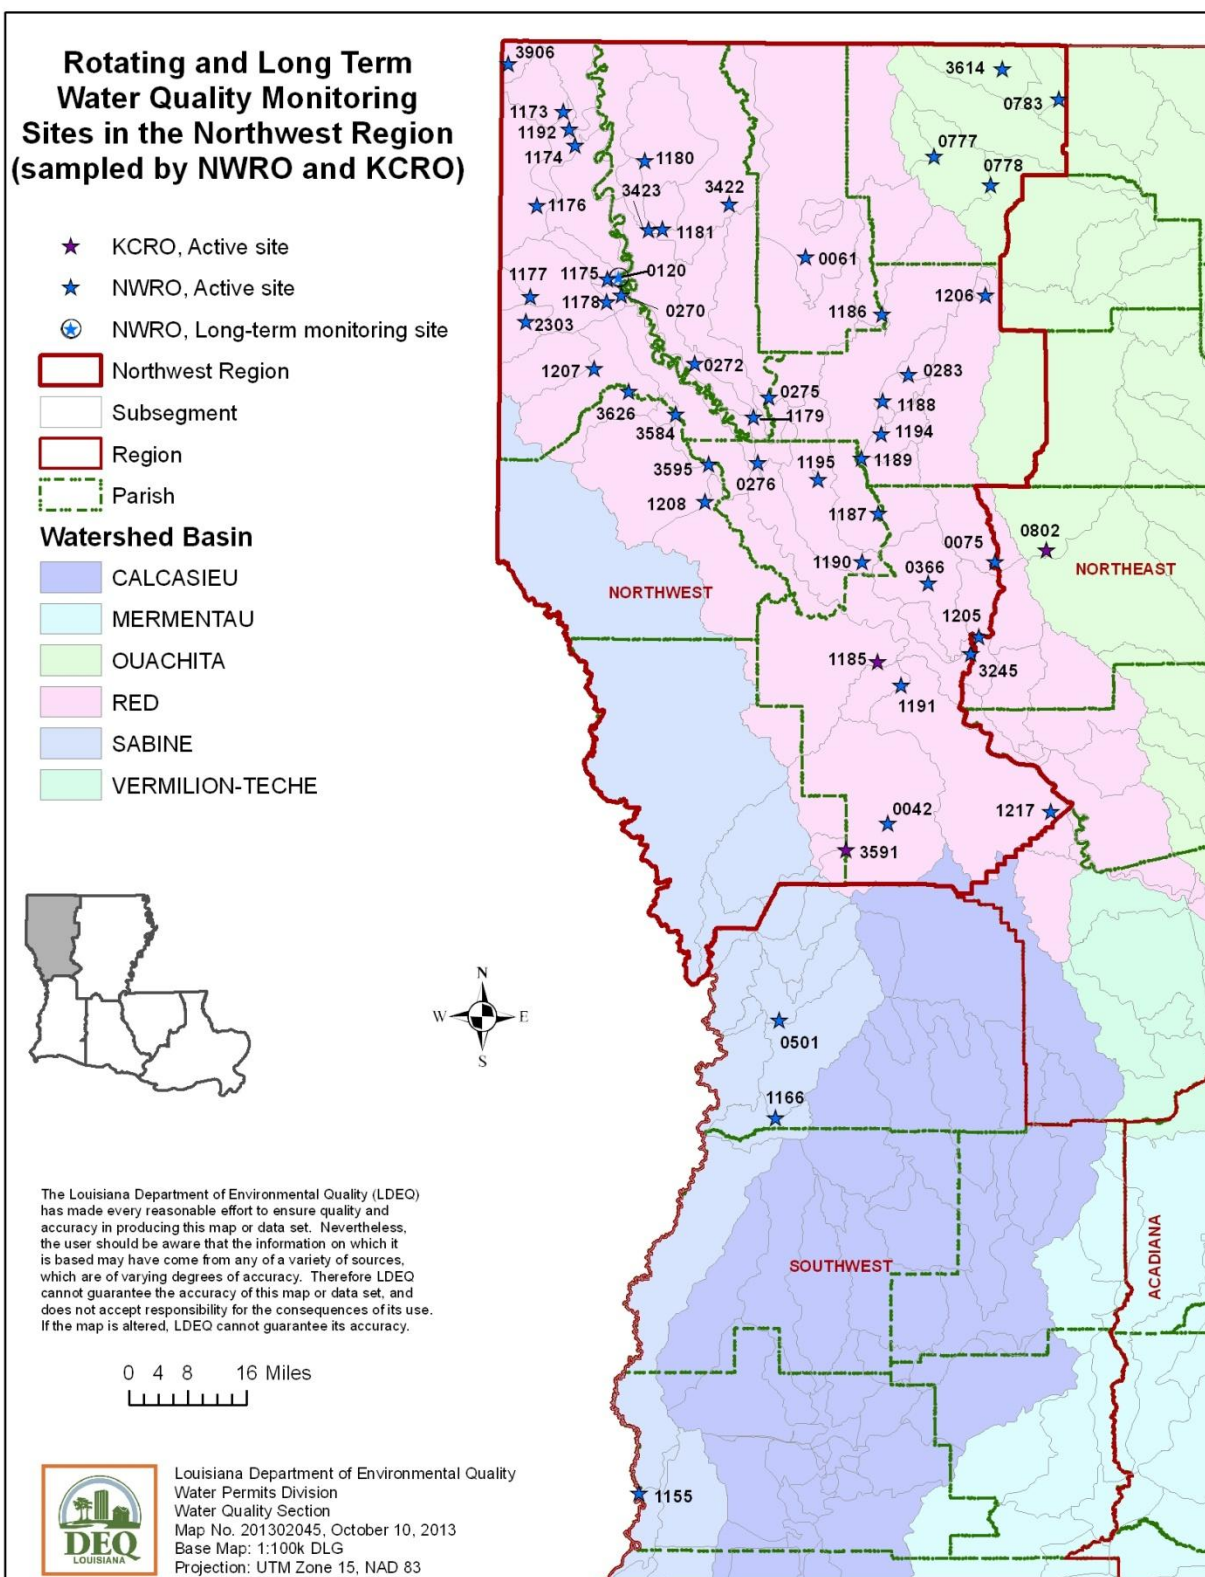 Rotating and Long Term
Water Quality Monitoring
Sites in the Northwest Region
(sampled by NWRO and KCRO)
KCRO, Active site
NWRO, Active site
NWRO, Long-term monitoring site
Northwest Region
Subsegment
Region
Parish
Watershed Basin
CALCASIEU
MERMENTAU
OUACHITA
RED
SABINE
VERMILION-TECHE
N
W
E
S
The Louisiana Department of Environmental Quality (LDEQ)
has made every reasonable effort to ensure quality and
accuracy in producing this map or data set. Nevertheless,
the user should be aware that the information on which it
is based may have come from any of a variety of sources,
which are of varying degrees of accuracy. Therefore LDEQ
cannot guarantee the accuracy of this map or data set, and
does not accept responsibility for the consequences of its use.
If the map is altered, LDEQ cannot guarantee its accuracy.
0 4 8 16 Miles
DEQ
LOUISIANA
Louisiana Department of Environmental Quality
Water Permits Division
Water Quality Section
Map No. 201302045, October 10, 2013
Base Map: 1:100k DLG
Projection: UTM Zone 15, NAD 83
3906
3614
0783
1173
1192
1174
1180
0777
0778
3423
3422
1176
1181
0061
1177
1175
0120
1178
0270
1186
1206
2303
1207
0272
0283
0275
3626
1179
1188
3584
1194
3595
0276
1195
1189
1208
1187
0802
0075
1190
0366
NORTHWEST
NORTHEAST
1205
1185
3245
1191
0042
1217
3591
0501
1166
SOUTHWEST
ACADIANA
1155